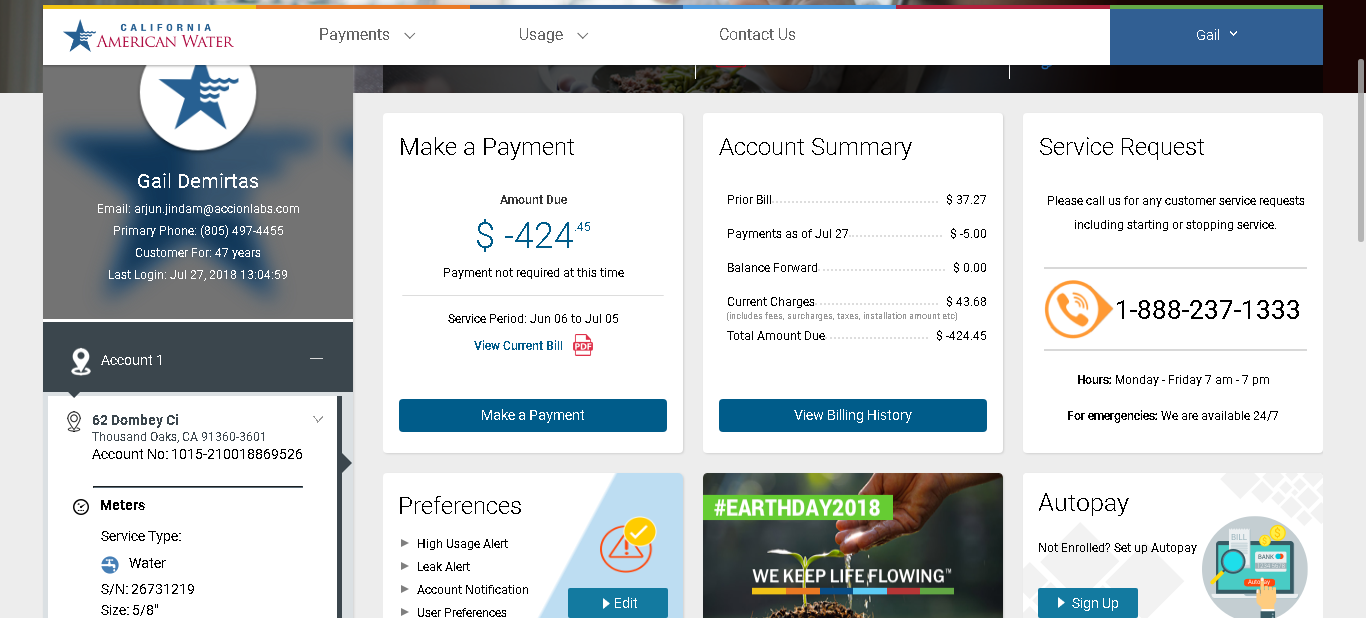 CALIFORNIA
AMERICAN WATER
Payments
Usage
Contact Us
Gail
Gail Demirtas
Email: arjun.jindam@accionlabs.com
Primary Phone: (805) 497-4455
Customer For: 47 years
Last Login: Jul 27, 2018 13:04:59
Account 1
62 Dombey Ci
Thousand Oaks, CA 91360-3601
Account No: 1015-210018869526
Meters
Service Type:
Water
S/N: 26731219
Size: 5/8"
Make a Payment
Amount Due
$ -424.45
Payment not required at this time
Service Period: Jun 06 to Jul 05
View Current Bill PDF
Make a Payment
Account Summary
Prior Bill $ 37.27
Payments as of Jul 27 $ -5.00
Balance Forward $ 0.00
Current Charges $ 43.68
(includes fees, surcharges, taxes, installation amount etc)
Total Amount Due $ -424.45
View Billing History
Service Request
Please call us for any customer service requests
including starting or stopping service.
1-888-237-1333
Hours: Monday - Friday 7 am - 7 pm
For emergencies: We are available 24/7
Preferences
High Usage Alert
Leak Alert
Account Notification
User Preferences
Edit
#EARTHDAY2018
WE KEEP LIFE FLOWING™
Autopay
Not Enrolled? Set up Autopay
Sign Up
BILL
BANK
Autopay